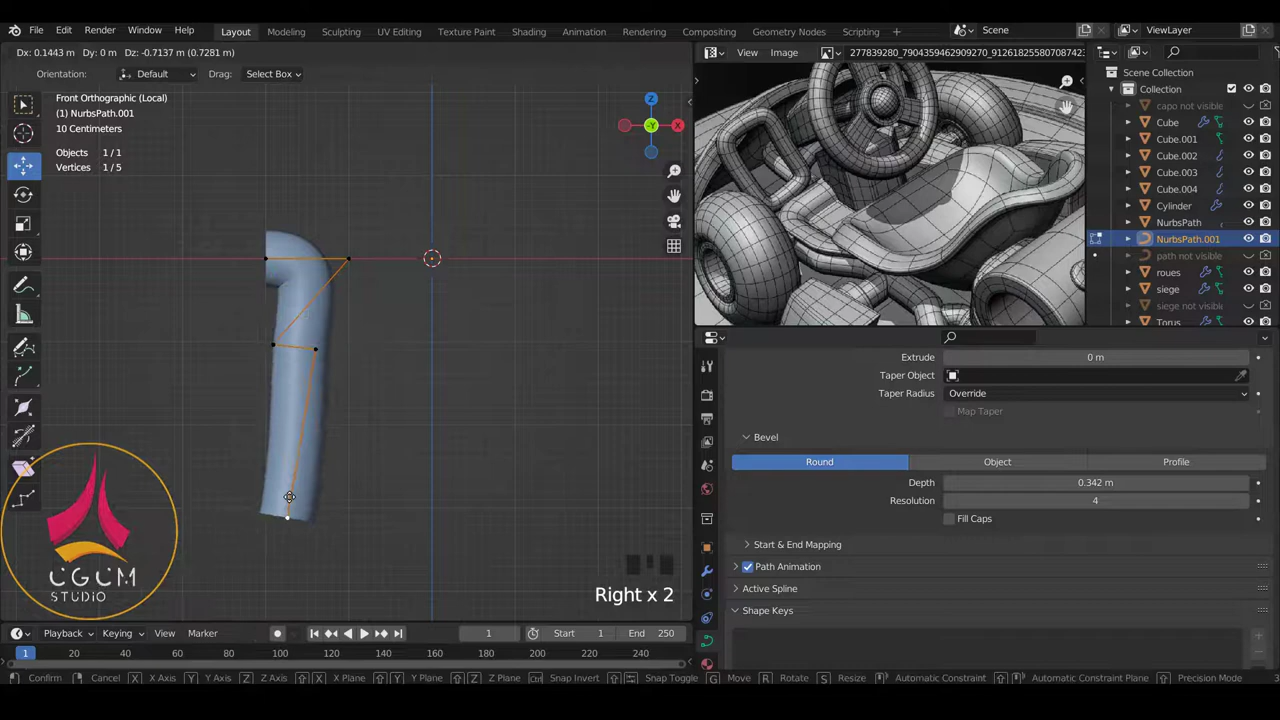 File Edit Render Window Help Layout Modeling Sculpting UV Editing Texture Paint Shading Animation Rendering Compositing Geometry Nodes Scripting Scene ViewLayer
Dx: 0.1443 m Dy: 0 m Dz: -0.7137 m (0.7281 m)
View Image 277839280_7904359462909270_912618255807087423
Orientation: Default Drag: Select Box
Scene Collection
Collection
capo not visible
Cube
Cube.001
Cube.002
Cube.003
Cube.004
Cylinder
NurbsPath
NurbsPath.001
path not visible
roues
siege
siege not visible
Torus
Front Orthographic (Local)
(1) NurbsPath.001
10 Centimeters
Objects 1 / 1
Vertices 1 / 5
Z
X
-Y
Extrude 0 m
Taper Object
Taper Radius Override
Map Taper
Bevel
Round Object Profile
Depth 0.342 m
Resolution 4
Fill Caps
Start & End Mapping
Path Animation
Active Spline
Shape Keys
CGCM
STUDIO
Right x 2
Playback Keying View Marker 1 Start 1 End 250
1 20 40 60 80 100 120 140 160 180 200 220 240
Confirm Cancel X X Axis Y Y Axis Z Z Axis X X Plane Y Y Plane Z Z Plane Ctrl Snap Invert Snap Toggle G Move R Rotate S Resize Automatic Constraint Automatic Constraint Plane Precision Mode